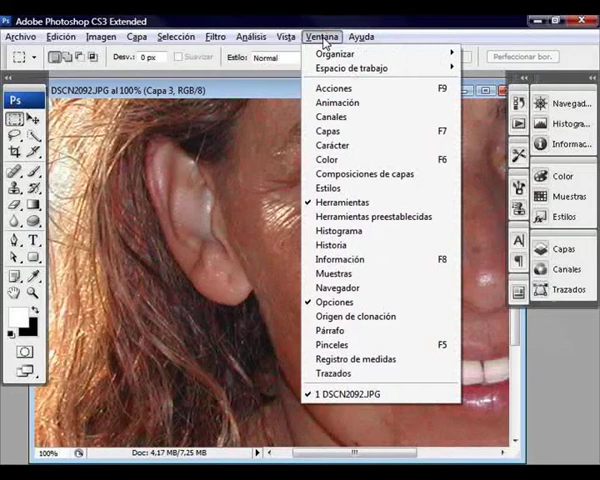 Adobe Photoshop CS3 Extended
Archivo Edición Imagen Capa Selección Filtro Análisis Vista Ventana Ayuda
Desv.: 0 px Suavizar Estilo: Normal Perfeccionar bor.
Ps
DSCN2092.JPG al 100% (Capa 3, RGB/8)
Organizar
Espacio de trabajo
Acciones F9
Animación
Canales
Capas F7
Carácter
Color F6
Composiciones de capas
Estilos
Herramientas
Herramientas preestablecidas
Histograma
Historia
Información F8
Muestras
Navegador
Opciones
Origen de clonación
Párrafo
Pinceles F5
Registro de medidas
Trazados
1 DSCN2092.JPG
Navegad...
Histogra...
Informac...
Color
Muestras
Estilos
Capas
Canales
Trazados
100% Doc: 4,17 MB/7,25 MB